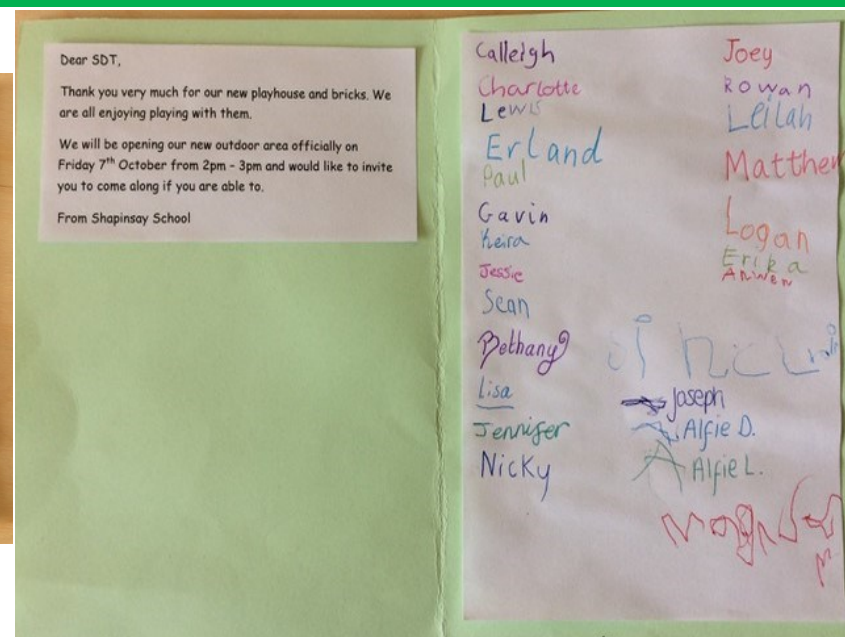 Dear SDT,
Thank you very much for our new playhouse and bricks. We
are all enjoying playing with them.
We will be opening our new outdoor area officially on
Friday 7th October from 2pm - 3pm and would like to invite
you to come along if you are able to.
From Shapinsay School
Calleigh
Charlotte
Lewis
Erland
Paul
Gavin
Keira
Jessie
Sean
Bethany
Lisa
Jennifer
Nicky
Joey
Rowan
Leilah
Matthew
Logan
Erika
Anwen
Joseph
Alfie D.
A Alfie L.